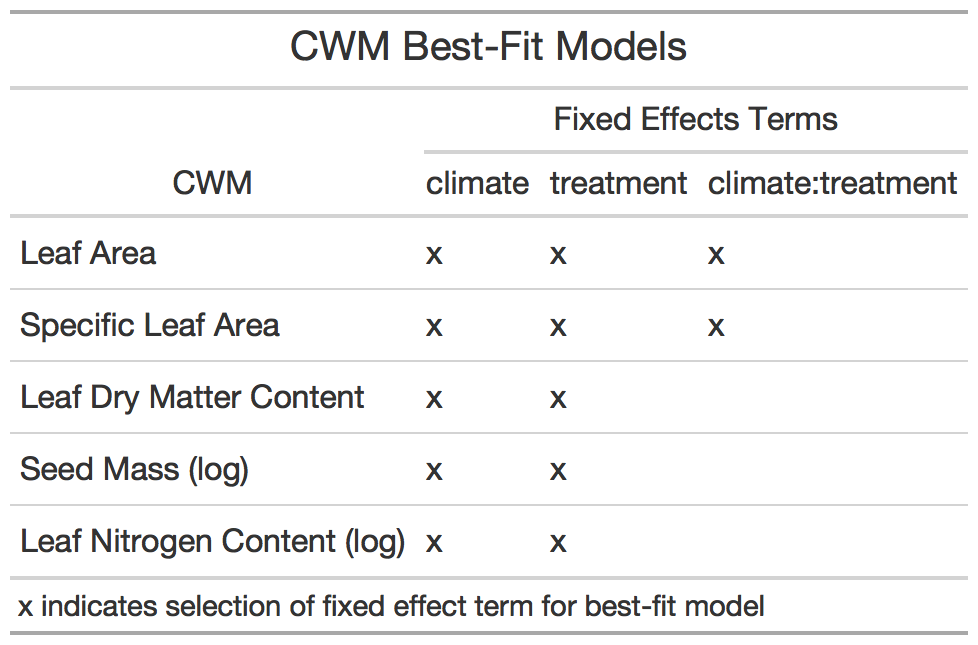 CWM Best-Fit Models
Fixed Effects Terms
CWM climate treatment climate:treatment
Leaf Area x x x
Specific Leaf Area x x x
Leaf Dry Matter Content x x
Seed Mass (log) x x
Leaf Nitrogen Content (log) x x
x indicates selection of fixed effect term for best-fit model